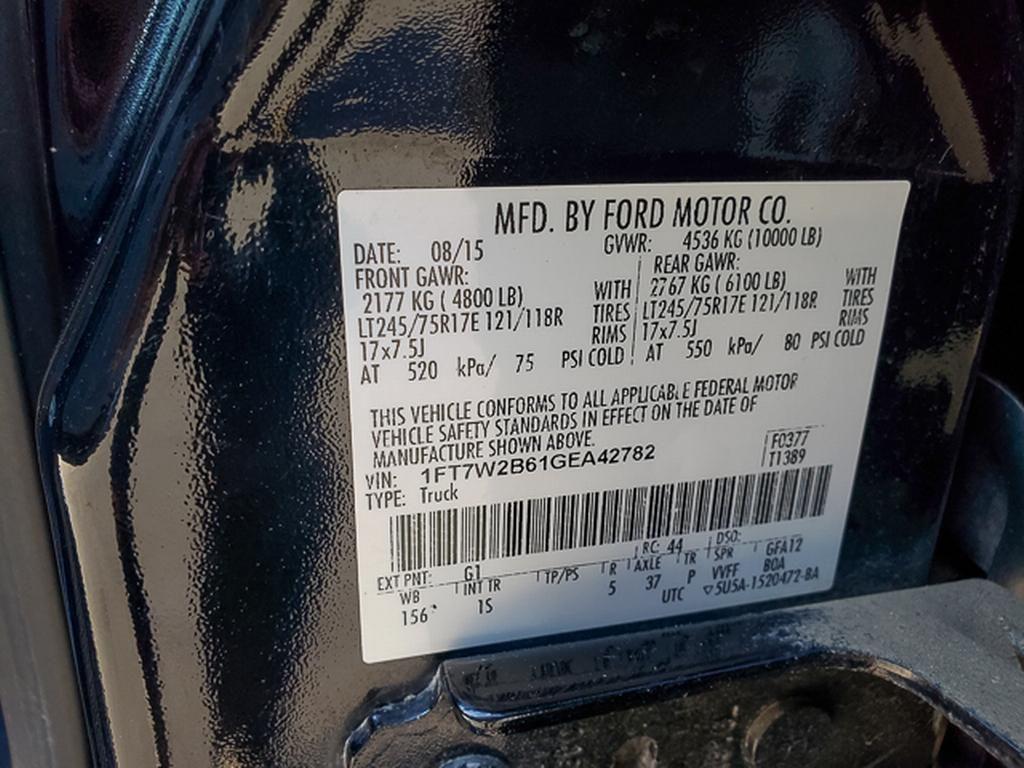 MFD. BY FORD MOTOR CO.
DATE: 08/15 GVWR: 4536 KG (10000 LB)
FRONT GAWR: REAR GAWR:
2177 KG ( 4800 LB) WITH 2767 KG ( 6100 LB) WITH
LT245/75R17E 121/118R TIRES LT245/75R17E 121/118R TIRES
17x7.5J RIMS 17x7.5J RIMS
AT 520 kPa/ 75 PSI COLD AT 550 kPa/ 80 PSI COLD
THIS VEHICLE CONFORMS TO ALL APPLICABLE FEDERAL MOTOR
VEHICLE SAFETY STANDARDS IN EFFECT ON THE DATE OF
MANUFACTURE SHOWN ABOVE.
VIN: 1FT7W2B61GEA42782 F0377
TYPE: Truck T1389
EXT PNT: G1 RC: 44 DSO:
WB INT TR TP/PS R AXLE TR SPR GFA12
156" 1S 5 37 P VVFF BOA
UTC ▽5U5A-1520472-BA